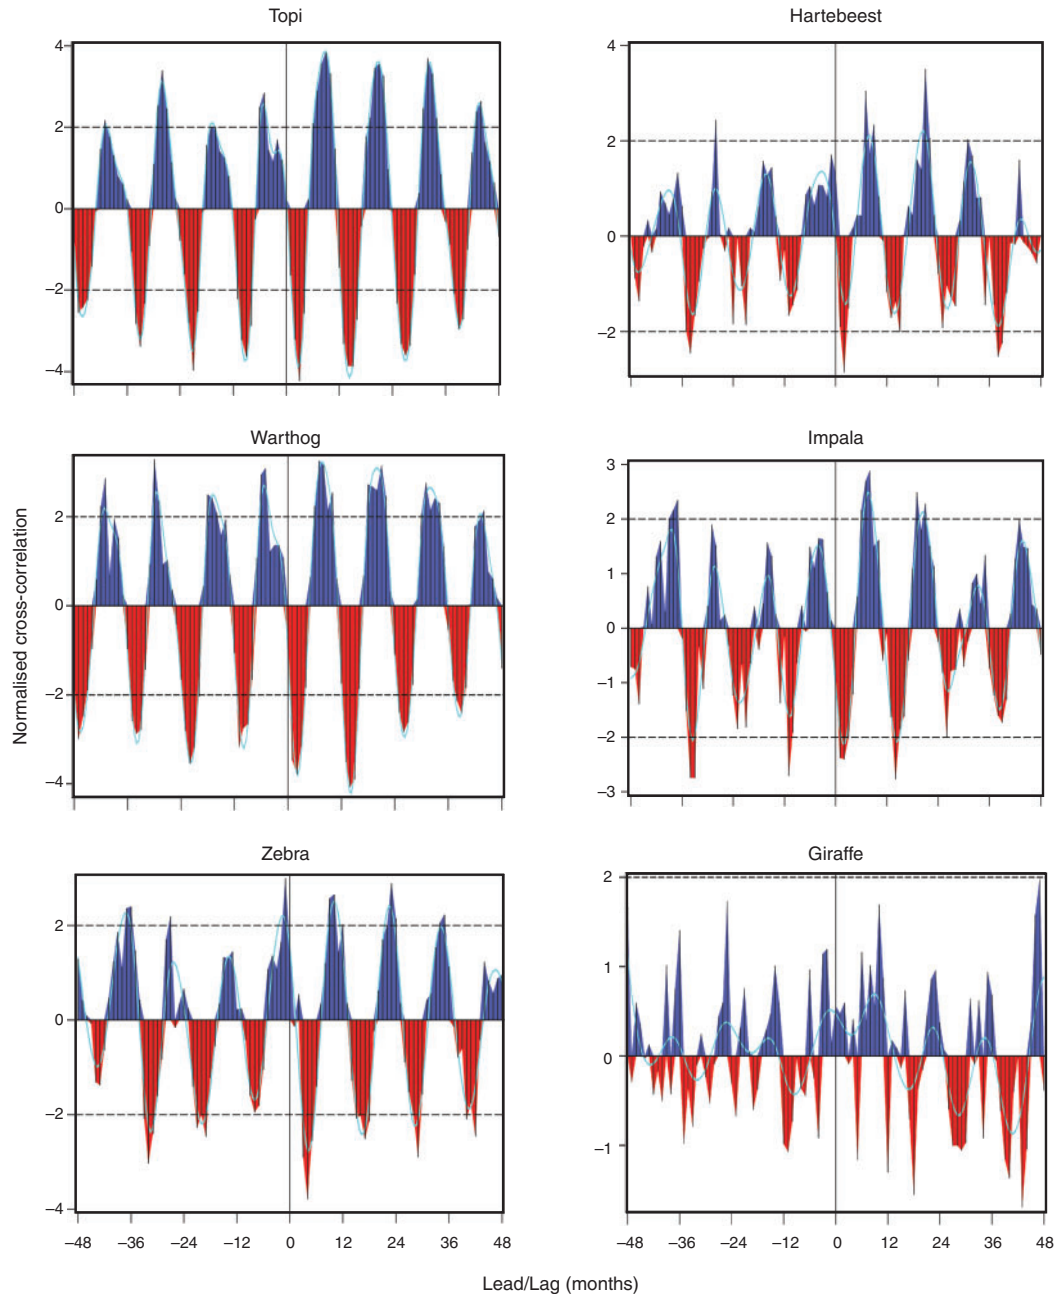 Topi
Hartebeest
4
2
0
−2
−4
4
2
0
−2
Warthog
Impala
2
0
−2
−4
3
2
1
0
−1
−2
−3
Normalised cross-correlation
Zebra
Giraffe
2
0
−2
−4
2
1
0
−1
−48 −36 −24 −12 0 12 24 36 48
−48 −36 −24 −12 0 12 24 36 48
Lead/Lag (months)